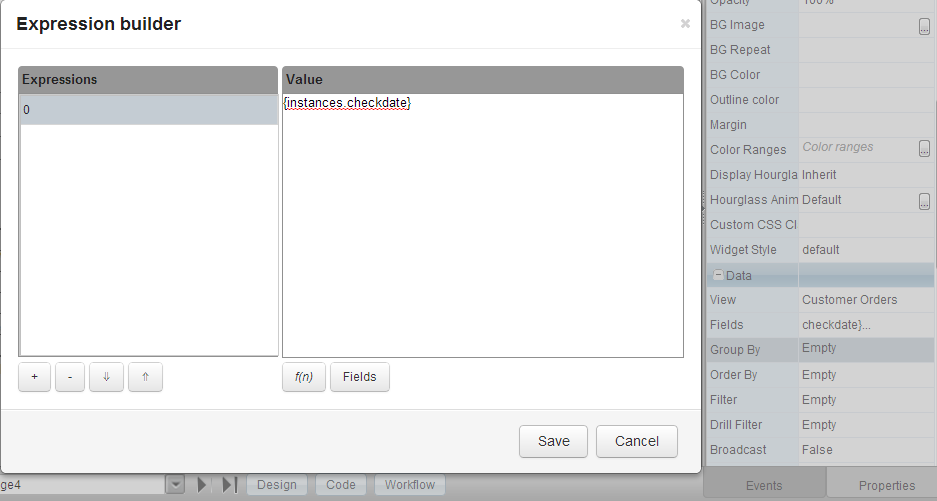 Expression builder
×
Expressions
Value
0
{instances.checkdate}
+
-
⇓
⇑
f(n)
Fields
Save
Cancel
Opacity 100%
BG Image ...
BG Repeat
BG Color
Outline color
Margin
Color Ranges Color ranges ...
Display Hourgla Inherit
Hourglass Anim Default ...
Custom CSS Cl
Widget Style default
Data
View Customer Orders
Fields checkdate}...
Group By Empty
Order By Empty
Filter Empty
Drill Filter Empty
Broadcast False
Events Properties
ge4
Design Code Workflow